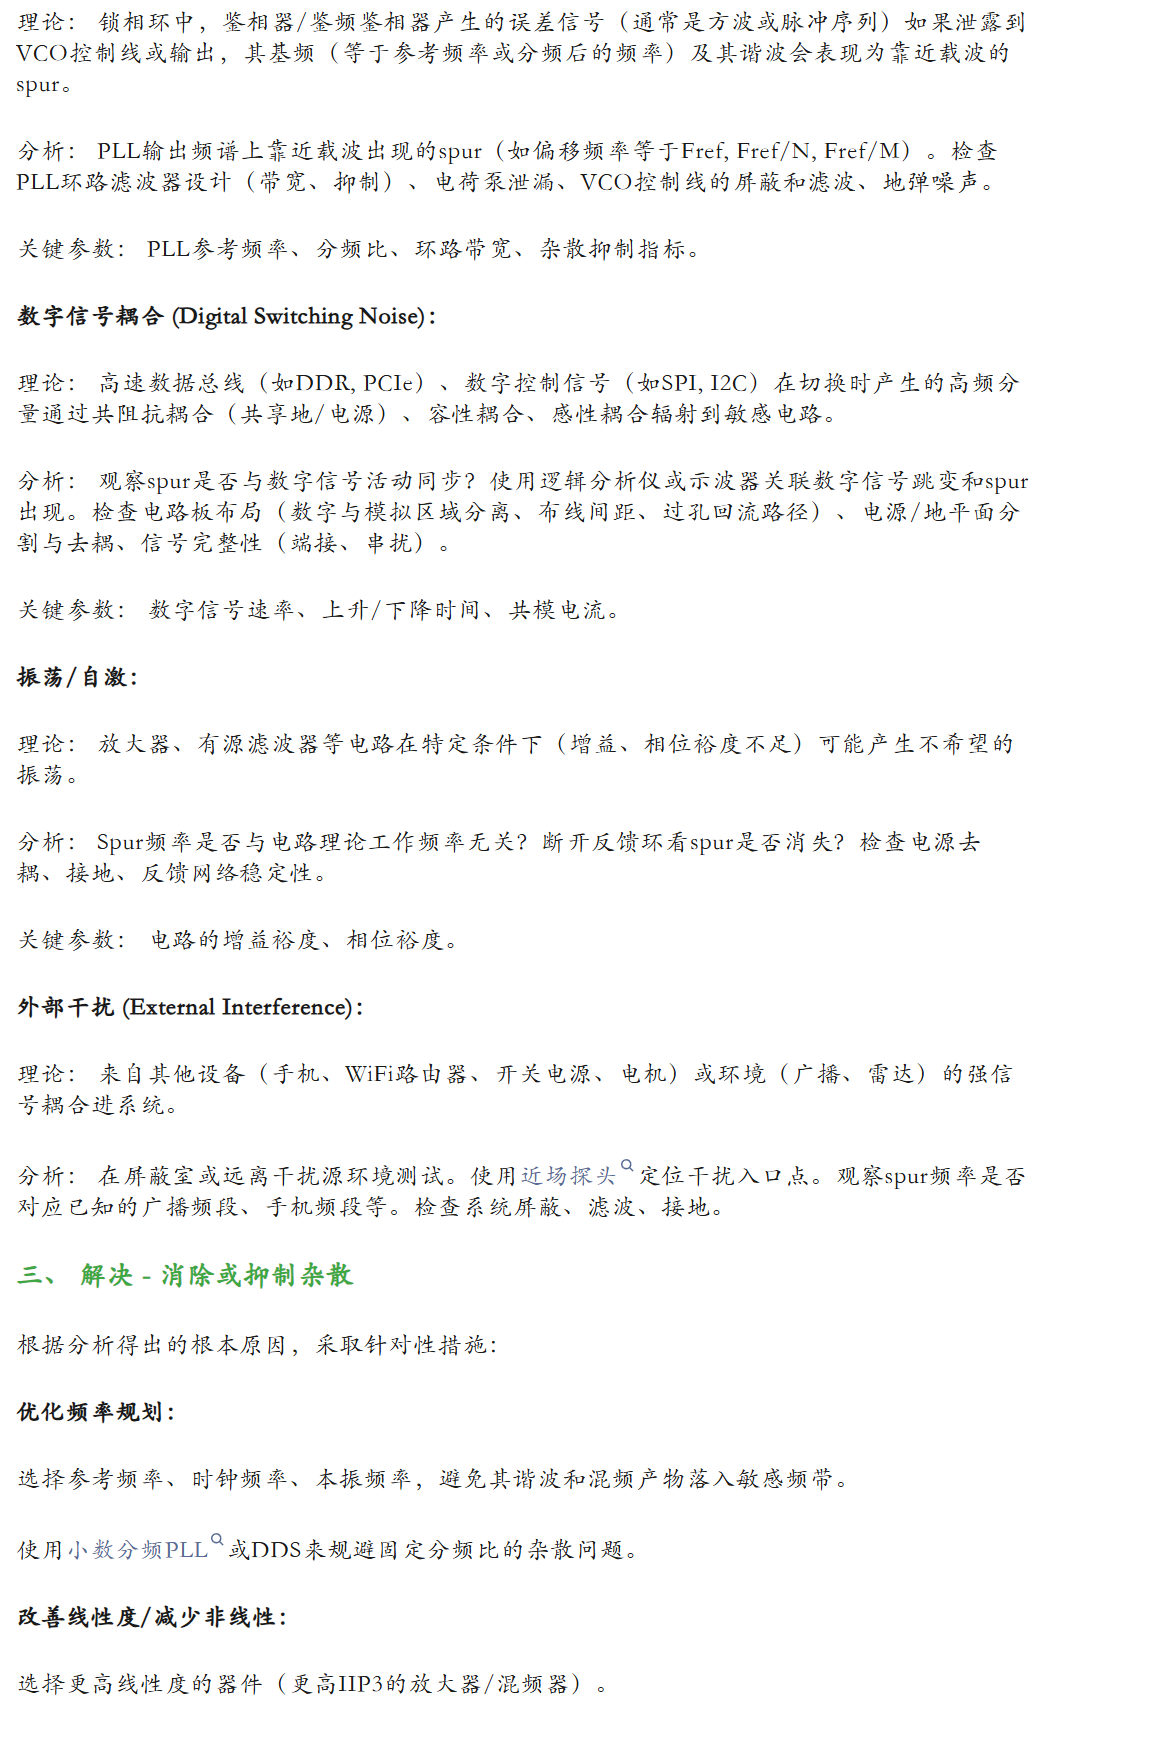 理论： 锁相环中，鉴相器/鉴频鉴相器产生的误差信号（通常是方波或脉冲序列）如果泄露到
VCO控制线或输出，其基频（等于参考频率或分频后的频率）及其谐波会表现为靠近载波的
spur。
分析： PLL输出频谱上靠近载波出现的spur（如偏移频率等于Fref, Fref/N, Fref/M）。检查
PLL环路滤波器设计（带宽、抑制）、电荷泵泄漏、VCO控制线的屏蔽和滤波、地弹噪声。
关键参数： PLL参考频率、分频比、环路带宽、杂散抑制指标。
数字信号耦合 (Digital Switching Noise)：
理论： 高速数据总线（如DDR, PCIe）、数字控制信号（如SPI, I2C）在切换时产生的高频分
量通过共阻抗耦合（共享地/电源）、容性耦合、感性耦合辐射到敏感电路。
分析： 观察spur是否与数字信号活动同步？使用逻辑分析仪或示波器关联数字信号跳变和spur
出现。检查电路板布局（数字与模拟区域分离、布线间距、过孔回流路径）、电源/地平面分
割与去耦、信号完整性（端接、串扰）。
关键参数： 数字信号速率、上升/下降时间、共模电流。
振荡/自激：
理论： 放大器、有源滤波器等电路在特定条件下（增益、相位裕度不足）可能产生不希望的
振荡。
分析： Spur频率是否与电路理论工作频率无关？断开反馈环看spur是否消失？检查电源去
耦、接地、反馈网络稳定性。
关键参数： 电路的增益裕度、相位裕度。
外部干扰 (External Interference)：
理论： 来自其他设备（手机、WiFi路由器、开关电源、电机）或环境（广播、雷达）的强信
号耦合进系统。
分析： 在屏蔽室或远离干扰源环境测试。使用近场探头定位干扰入口点。观察spur频率是否
对应已知的广播频段、手机频段等。检查系统屏蔽、滤波、接地。
三、 解决 - 消除或抑制杂散
根据分析得出的根本原因，采取针对性措施：
优化频率规划：
选择参考频率、时钟频率、本振频率，避免其谐波和混频产物落入敏感频带。
使用小数分频PLL或DDS来规避固定分频比的杂散问题。
改善线性度/减少非线性：
选择更高线性度的器件（更高IIP3的放大器/混频器）。